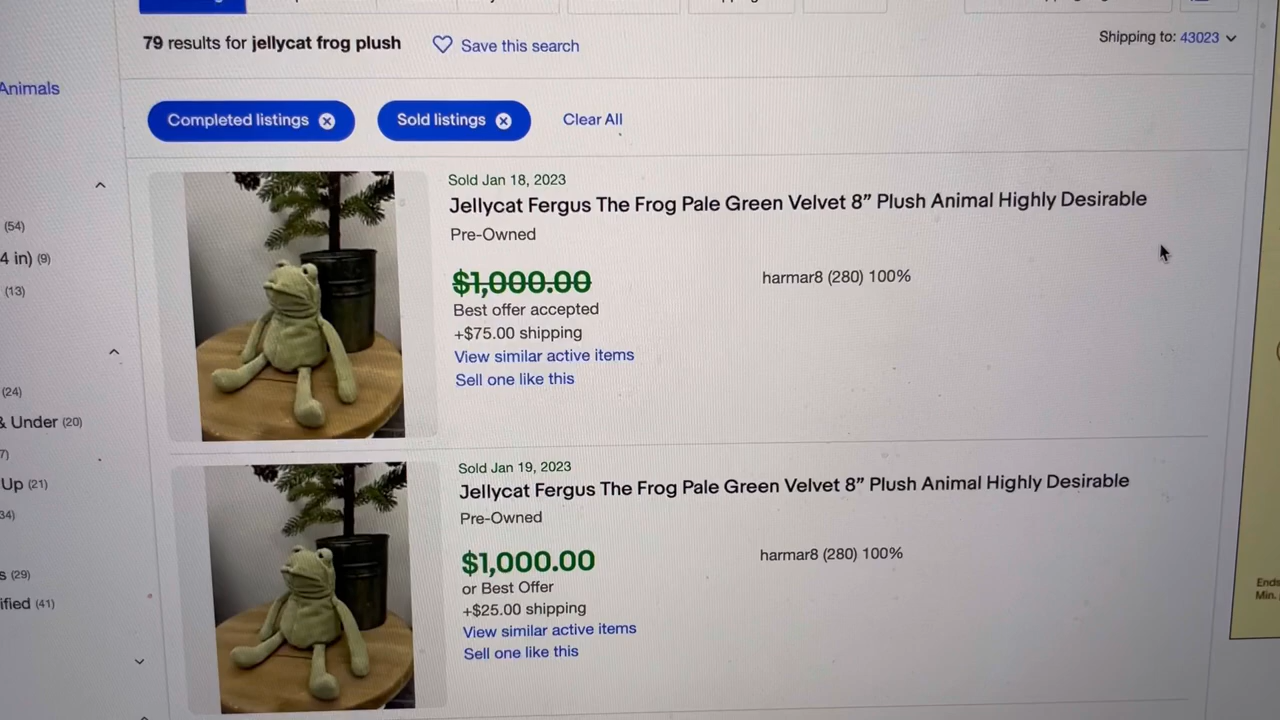 79 results for jellycat frog plush
Save this search
Shipping to: 43023
Animals
Completed listings
Sold listings
Clear All
(54)
4 in) (9)
(13)
(24)
& Under (20)
7)
Up (21)
34)
s (29)
ified (41)
Sold Jan 18, 2023
Jellycat Fergus The Frog Pale Green Velvet 8” Plush Animal Highly Desirable
Pre-Owned
$1,000.00
harmar8 (280) 100%
Best offer accepted
+$75.00 shipping
View similar active items
Sell one like this
Sold Jan 19, 2023
Jellycat Fergus The Frog Pale Green Velvet 8” Plush Animal Highly Desirable
Pre-Owned
$1,000.00
harmar8 (280) 100%
or Best Offer
+$25.00 shipping
View similar active items
Sell one like this
Ends
Min.